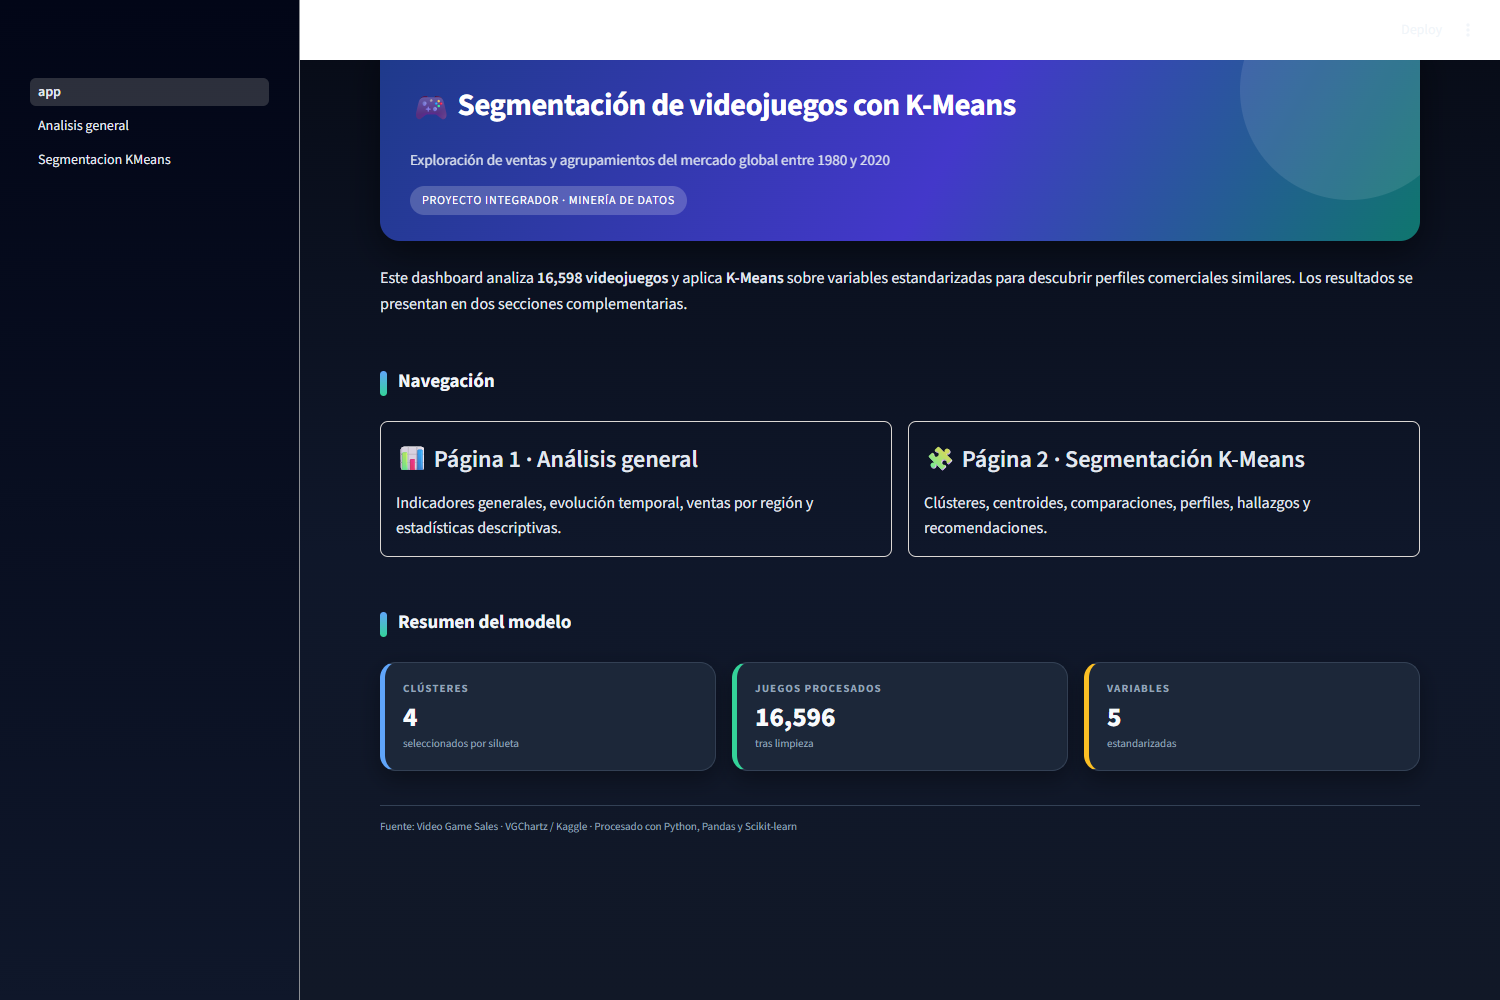 Deploy
app
Analisis general
Segmentacion KMeans
Segmentación de videojuegos con K-Means
Exploración de ventas y agrupamientos del mercado global entre 1980 y 2020
PROYECTO INTEGRADOR · MINERÍA DE DATOS
Este dashboard analiza 16,598 videojuegos y aplica K-Means sobre variables estandarizadas para descubrir perfiles comerciales similares. Los resultados se
presentan en dos secciones complementarias.
Navegación
Página 1 · Análisis general
Indicadores generales, evolución temporal, ventas por región y
estadísticas descriptivas.
Página 2 · Segmentación K-Means
Clústeres, centroides, comparaciones, perfiles, hallazgos y
recomendaciones.
Resumen del modelo
CLÚSTERES
4
seleccionados por silueta
JUEGOS PROCESADOS
16,596
tras limpieza
VARIABLES
5
estandarizadas
Fuente: Video Game Sales · VGChartz / Kaggle · Procesado con Python, Pandas y Scikit-learn